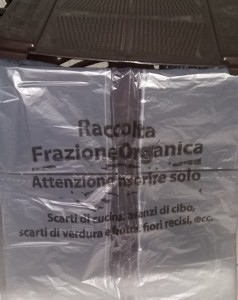 Raccolta
Frazione Organica
Attenzione inserire solo
Scarti di cucina, avanzi di cibo,
scarti di verdura e frutta, fiori recisi, ecc.